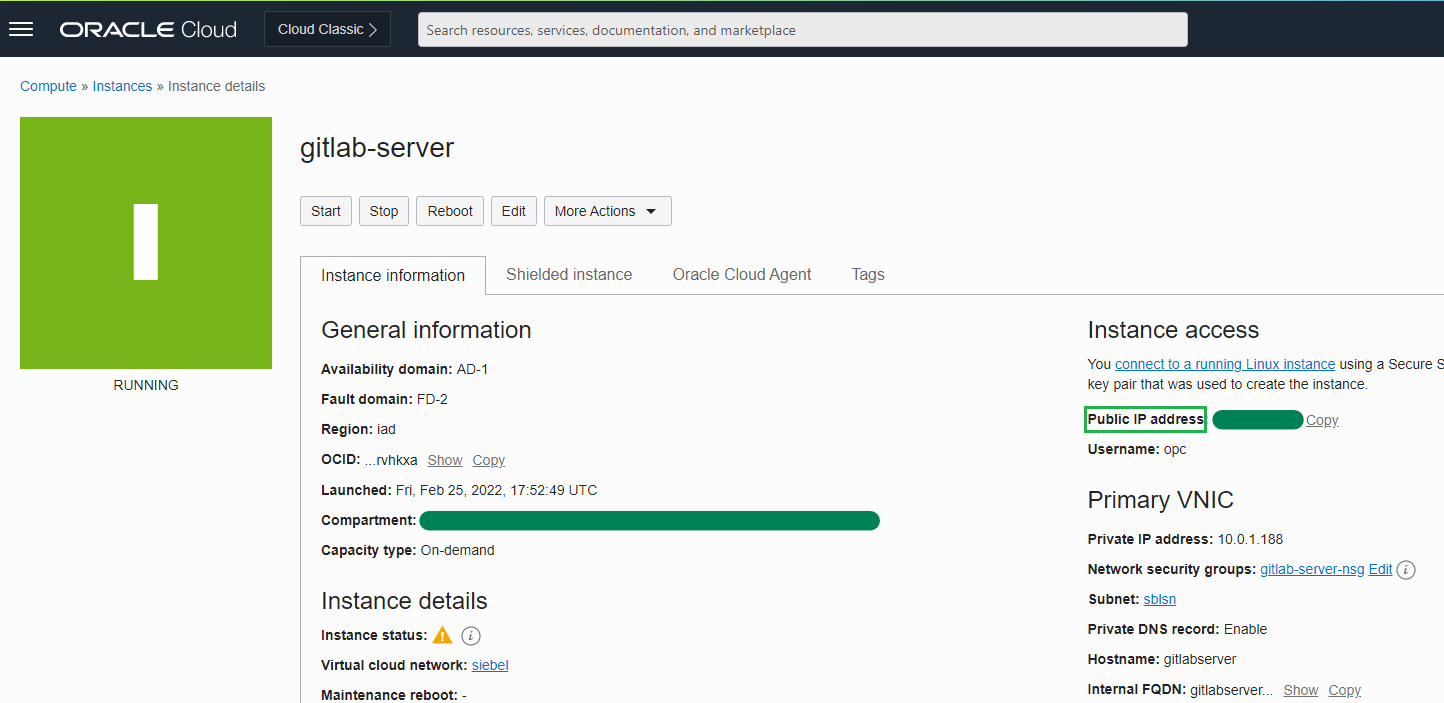 ORACLE Cloud
Cloud Classic
Search resources, services, documentation, and marketplace
Compute » Instances » Instance details
I
RUNNING
gitlab-server
Start Stop Reboot Edit More Actions
Instance information Shielded instance Oracle Cloud Agent Tags
General information
Availability domain: AD-1
Fault domain: FD-2
Region: iad
OCID: ...rvhkxa Show Copy
Launched: Fri, Feb 25, 2022, 17:52:49 UTC
Compartment:
Capacity type: On-demand
Instance details
Instance status:
Virtual cloud network: siebel
Maintenance reboot: -
Instance access
You connect to a running Linux instance using a Secure S
key pair that was used to create the instance.
Public IP address Copy
Username: opc
Primary VNIC
Private IP address: 10.0.1.188
Network security groups: gitlab-server-nsg Edit
Subnet: sblsn
Private DNS record: Enable
Hostname: gitlabserver
Internal FQDN: gitlabserver... Show Copy